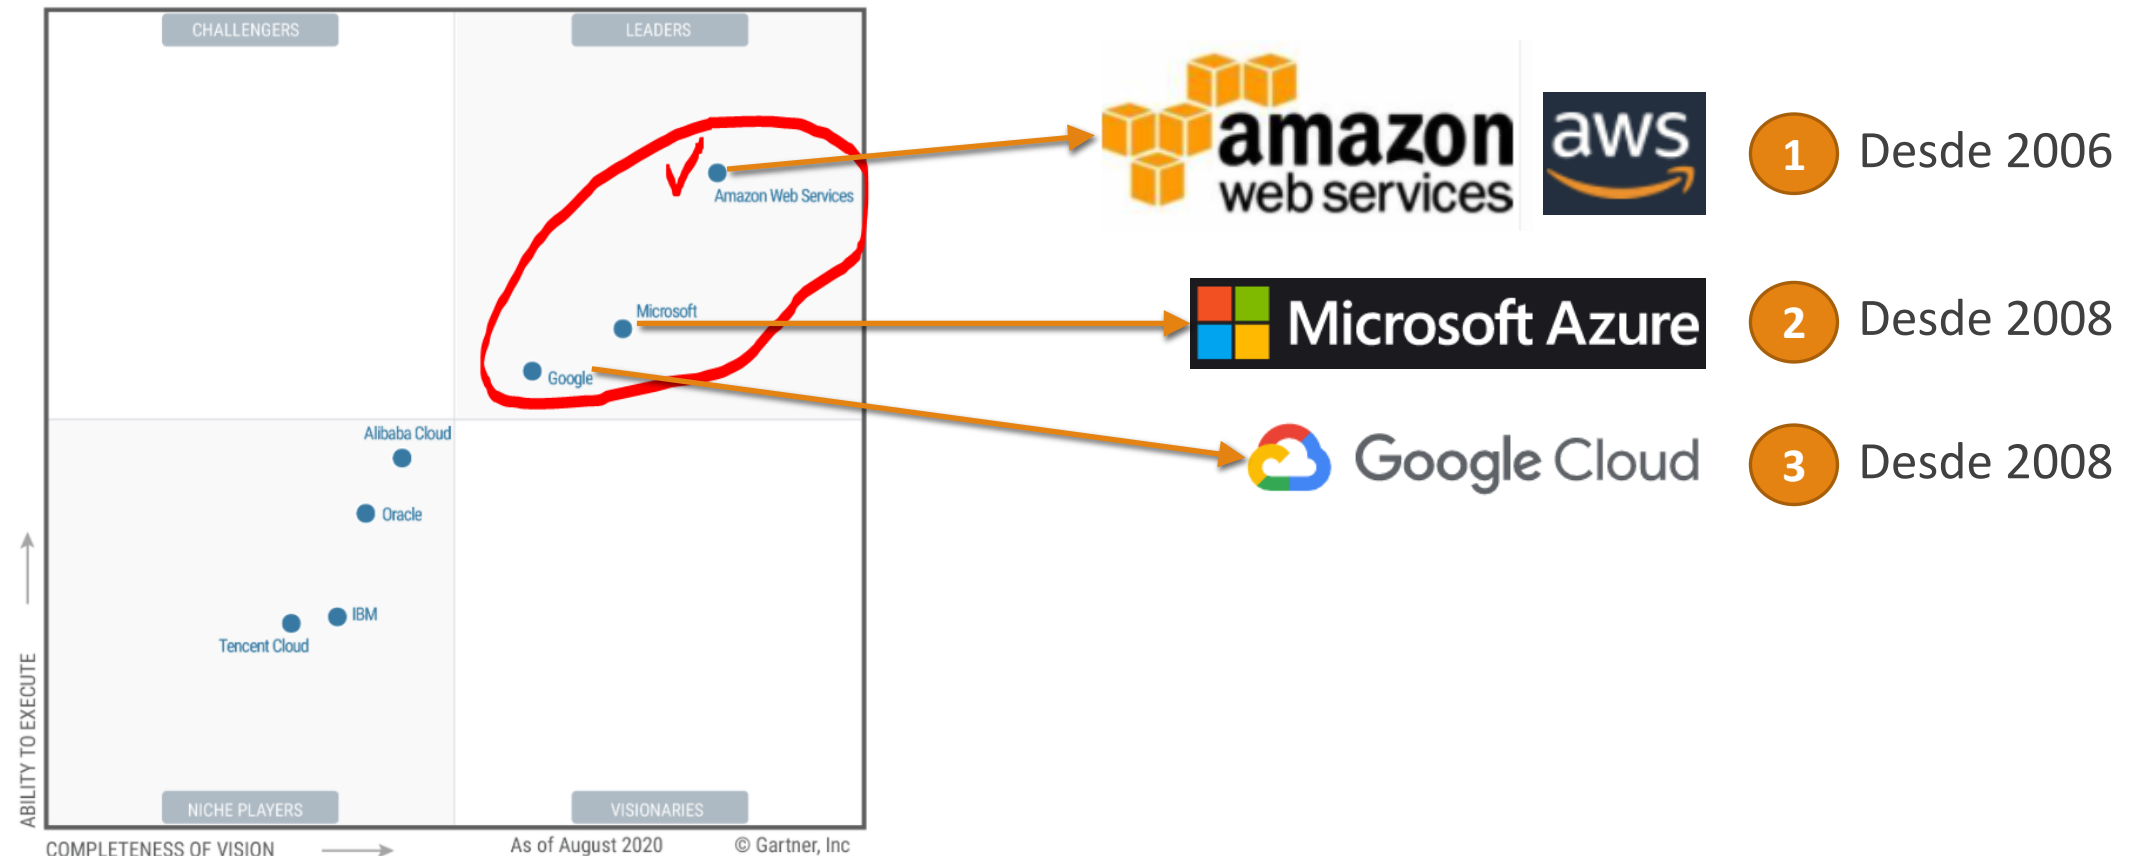 CHALLENGERS
LEADERS
Amazon Web Services
Microsoft
Google
Alibaba Cloud
Oracle
IBM
Tencent Cloud
NICHE PLAYERS
VISIONARIES
ABILITY TO EXECUTE
COMPLETENESS OF VISION
As of August 2020
© Gartner, Inc
amazon
web services
aws
1 Desde 2006
Microsoft Azure
2 Desde 2008
Google Cloud
3 Desde 2008